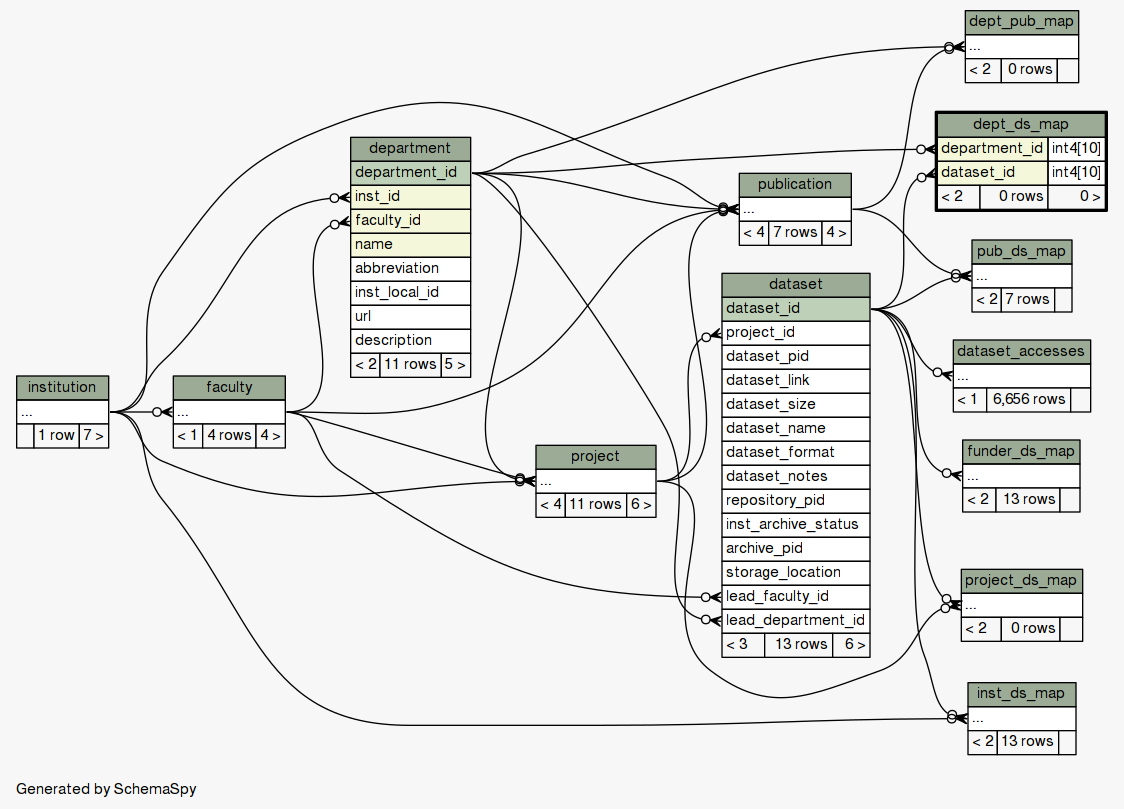 dept_pub_map
...
< 2 0 rows
dept_ds_map
department_id int4[10]
dataset_id int4[10]
< 2 0 rows 0 >
department
department_id
inst_id
faculty_id
name
abbreviation
inst_local_id
url
description
< 2 11 rows 5 >
publication
...
< 4 7 rows 4 >
pub_ds_map
...
< 2 7 rows
dataset
dataset_id
project_id
dataset_pid
dataset_link
dataset_size
dataset_name
dataset_format
dataset_notes
repository_pid
inst_archive_status
archive_pid
storage_location
lead_faculty_id
lead_department_id
< 3 13 rows 6 >
dataset_accesses
...
< 1 6,656 rows
institution
...
1 row 7 >
faculty
...
< 1 4 rows 4 >
project
...
< 4 11 rows 6 >
funder_ds_map
...
< 2 13 rows
project_ds_map
...
< 2 0 rows
inst_ds_map
...
< 2 13 rows
Generated by SchemaSpy